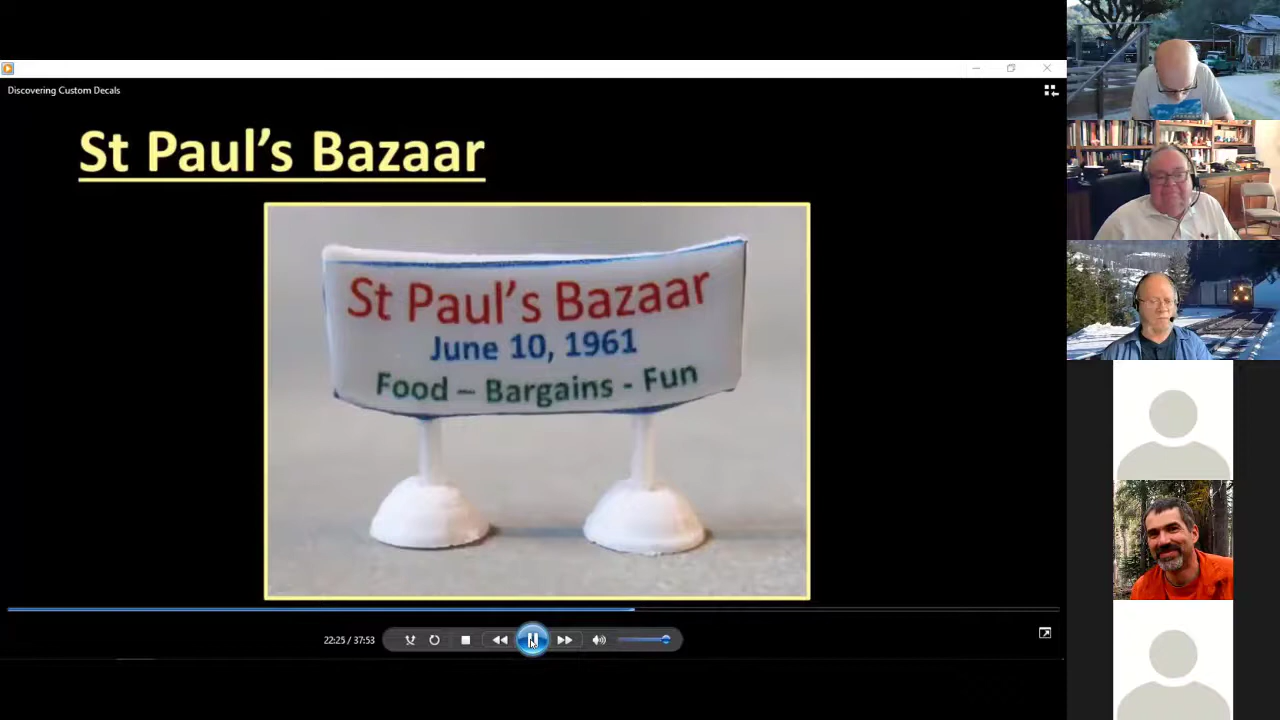 Discovering Custom Decals
St Paul's Bazaar
St Paul's Bazaar
June 10, 1961
Food – Bargains - Fun
22:25 / 37:53